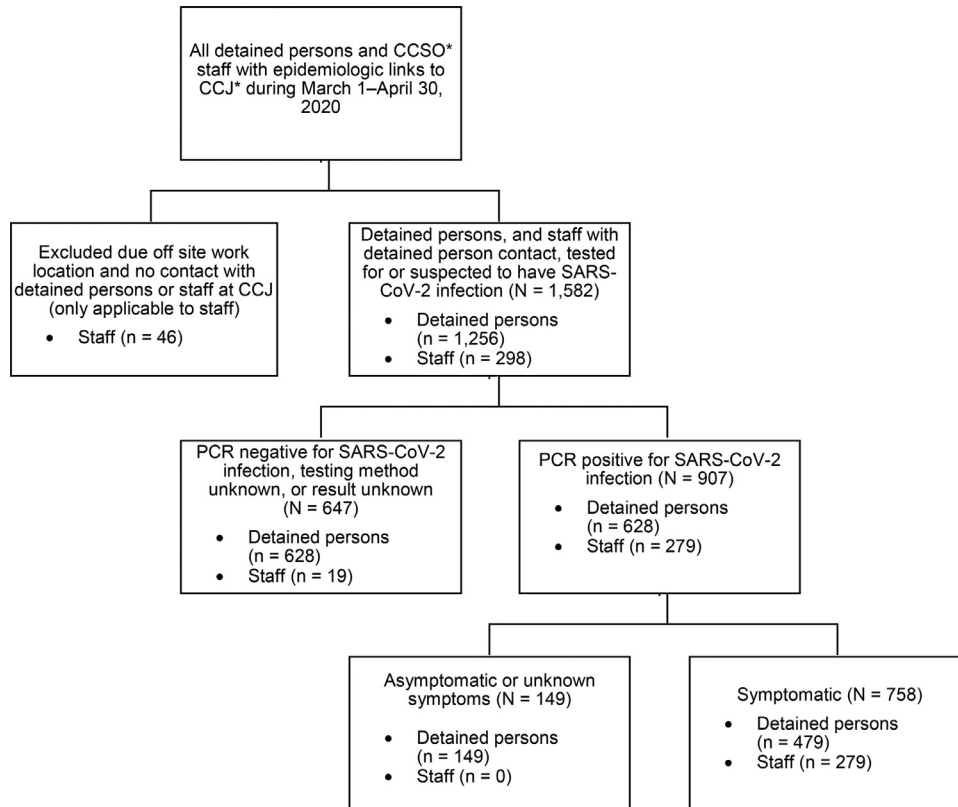 All detained persons and CCSO*
staff with epidemiologic links to
CCJ* during March 1–April 30,
2020
Excluded due off site work
location and no contact with
detained persons or staff at CCJ
(only applicable to staff)
• Staff (n = 46)
Detained persons, and staff with
detained person contact, tested
for or suspected to have SARS-
CoV-2 infection (N = 1,582)
• Detained persons
(n = 1,256)
• Staff (n = 298)
PCR negative for SARS-CoV-2
infection, testing method
unknown, or result unknown
(N = 647)
• Detained persons
(n = 628)
• Staff (n = 19)
PCR positive for SARS-CoV-2
infection (N = 907)
• Detained persons
(n = 628)
• Staff (n = 279)
Asymptomatic or unknown
symptoms (N = 149)
• Detained persons
(n = 149)
• Staff (n = 0)
Symptomatic (N = 758)
• Detained persons
(n = 479)
• Staff (n = 279)